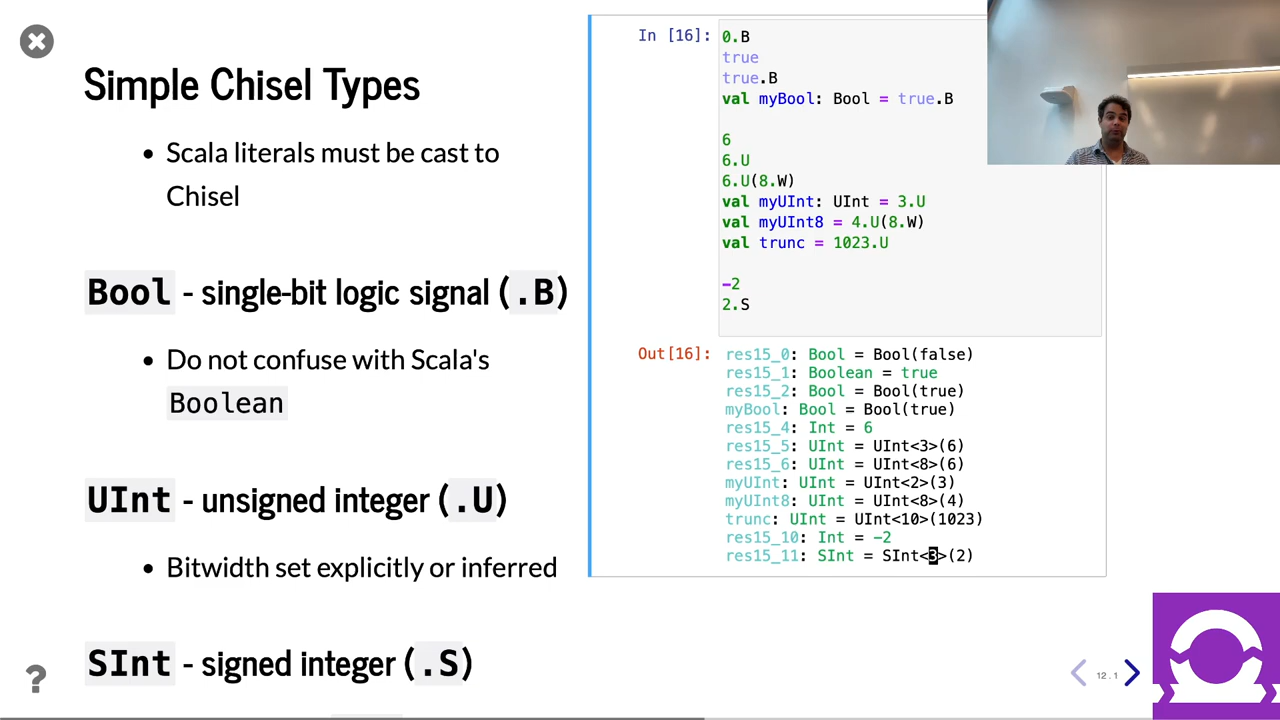 Simple Chisel Types
• Scala literals must be cast to
Chisel
Bool - single-bit logic signal (.B)
• Do not confuse with Scala's
Boolean
UInt - unsigned integer (.U)
• Bitwidth set explicitly or inferred
SInt - signed integer (.S)
In [16]:
0.B
true
true.B
val myBool: Bool = true.B
6
6.U
6.U(8.W)
val myUInt: UInt = 3.U
val myUInt8 = 4.U(8.W)
val trunc = 1023.U
-2
2.S
Out[16]:
res15_0: Bool = Bool(false)
res15_1: Boolean = true
res15_2: Bool = Bool(true)
myBool: Bool = Bool(true)
res15_4: Int = 6
res15_5: UInt = UInt<3>(6)
res15_6: UInt = UInt<8>(6)
myUInt: UInt = UInt<2>(3)
myUInt8: UInt = UInt<8>(4)
trunc: UInt = UInt<10>(1023)
res15_10: Int = -2
res15_11: SInt = SInt<3>(2)
?
12.1